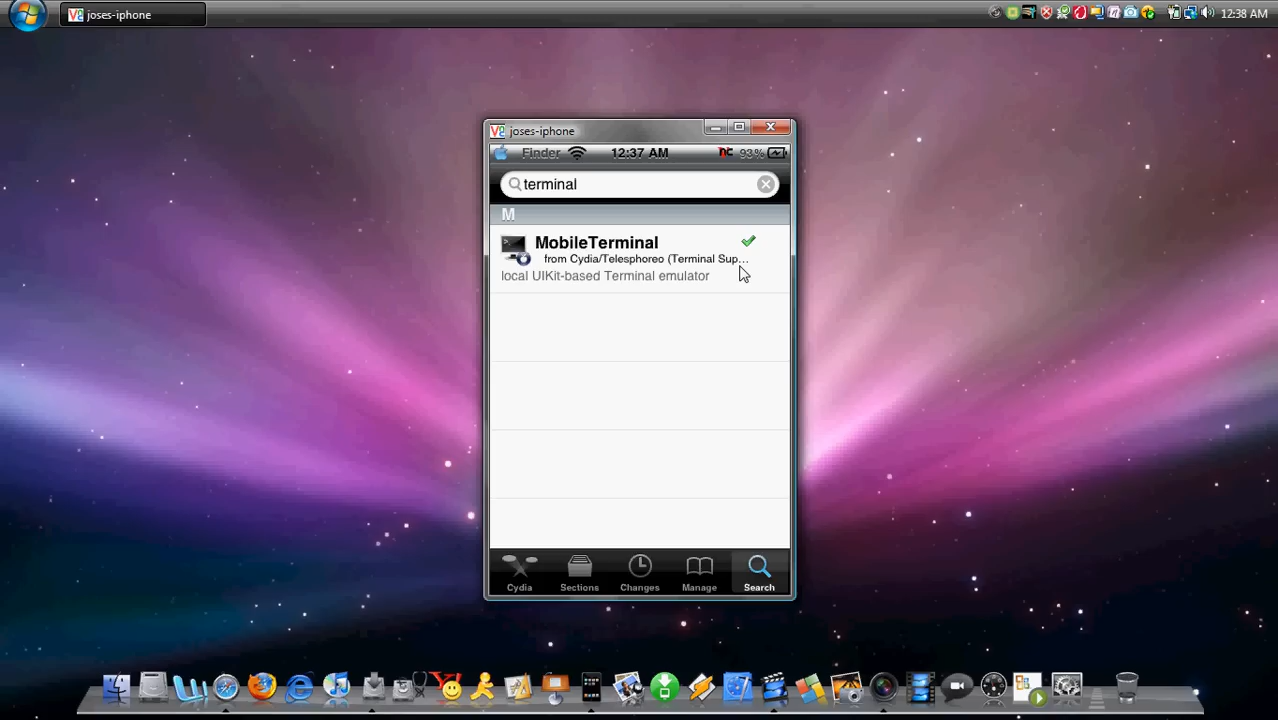 joses-iphone
12:38 AM
joses-iphone
Finder
12:37 AM
93%
terminal
M
MobileTerminal
from Cydia/Telesphoreo (Terminal Sup...
local UIKit-based Terminal emulator
Cydia
Sections
Changes
Manage
Search